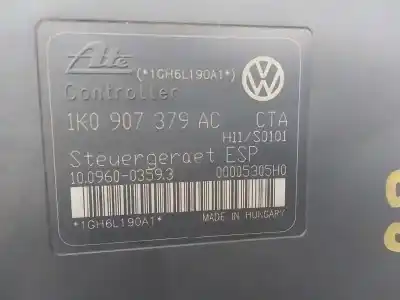 Ate
(*1GH6L190A1*)
Controller
1K0 907 379 AC CTA
H11/S0101
Steuergeraet ESP
10.0960-0359.3 00005305H0
*1GH6L190A1*
MADE IN HUNGARY